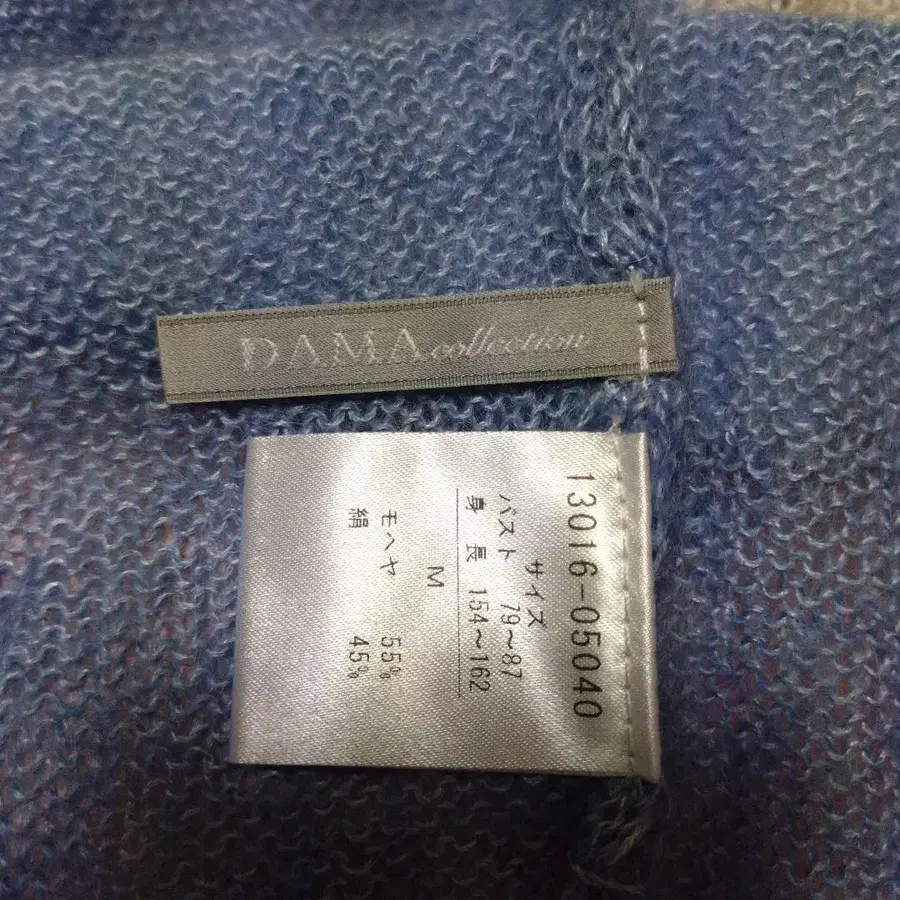 DAMA collection
13016-05040
サイズ
バスト 79～87
身長 154～162
M
モヘヤ 55%
絹 45%